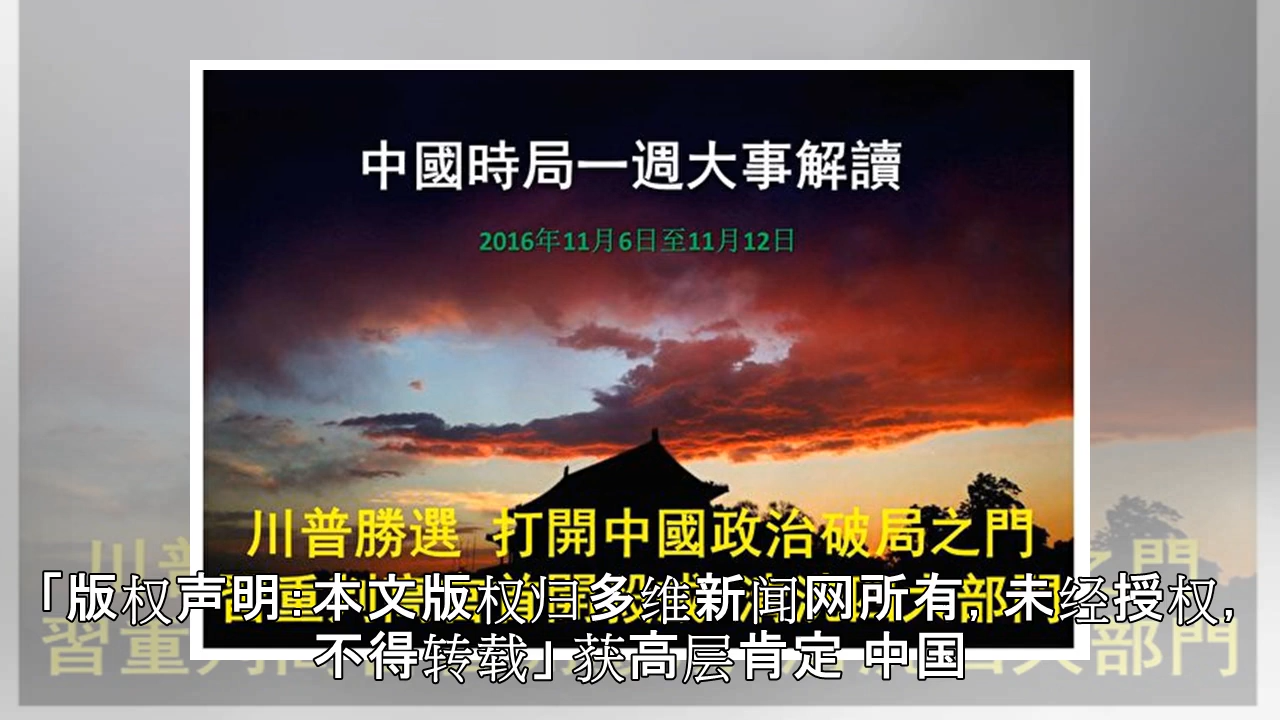 中國時局一週大事解讀
2016年11月6日至11月12日
川普勝選 打開中國政治破局之門
「版权声明:本文版权归多维新闻网所有，未经授权,
不得转载」获高层肯定 中国